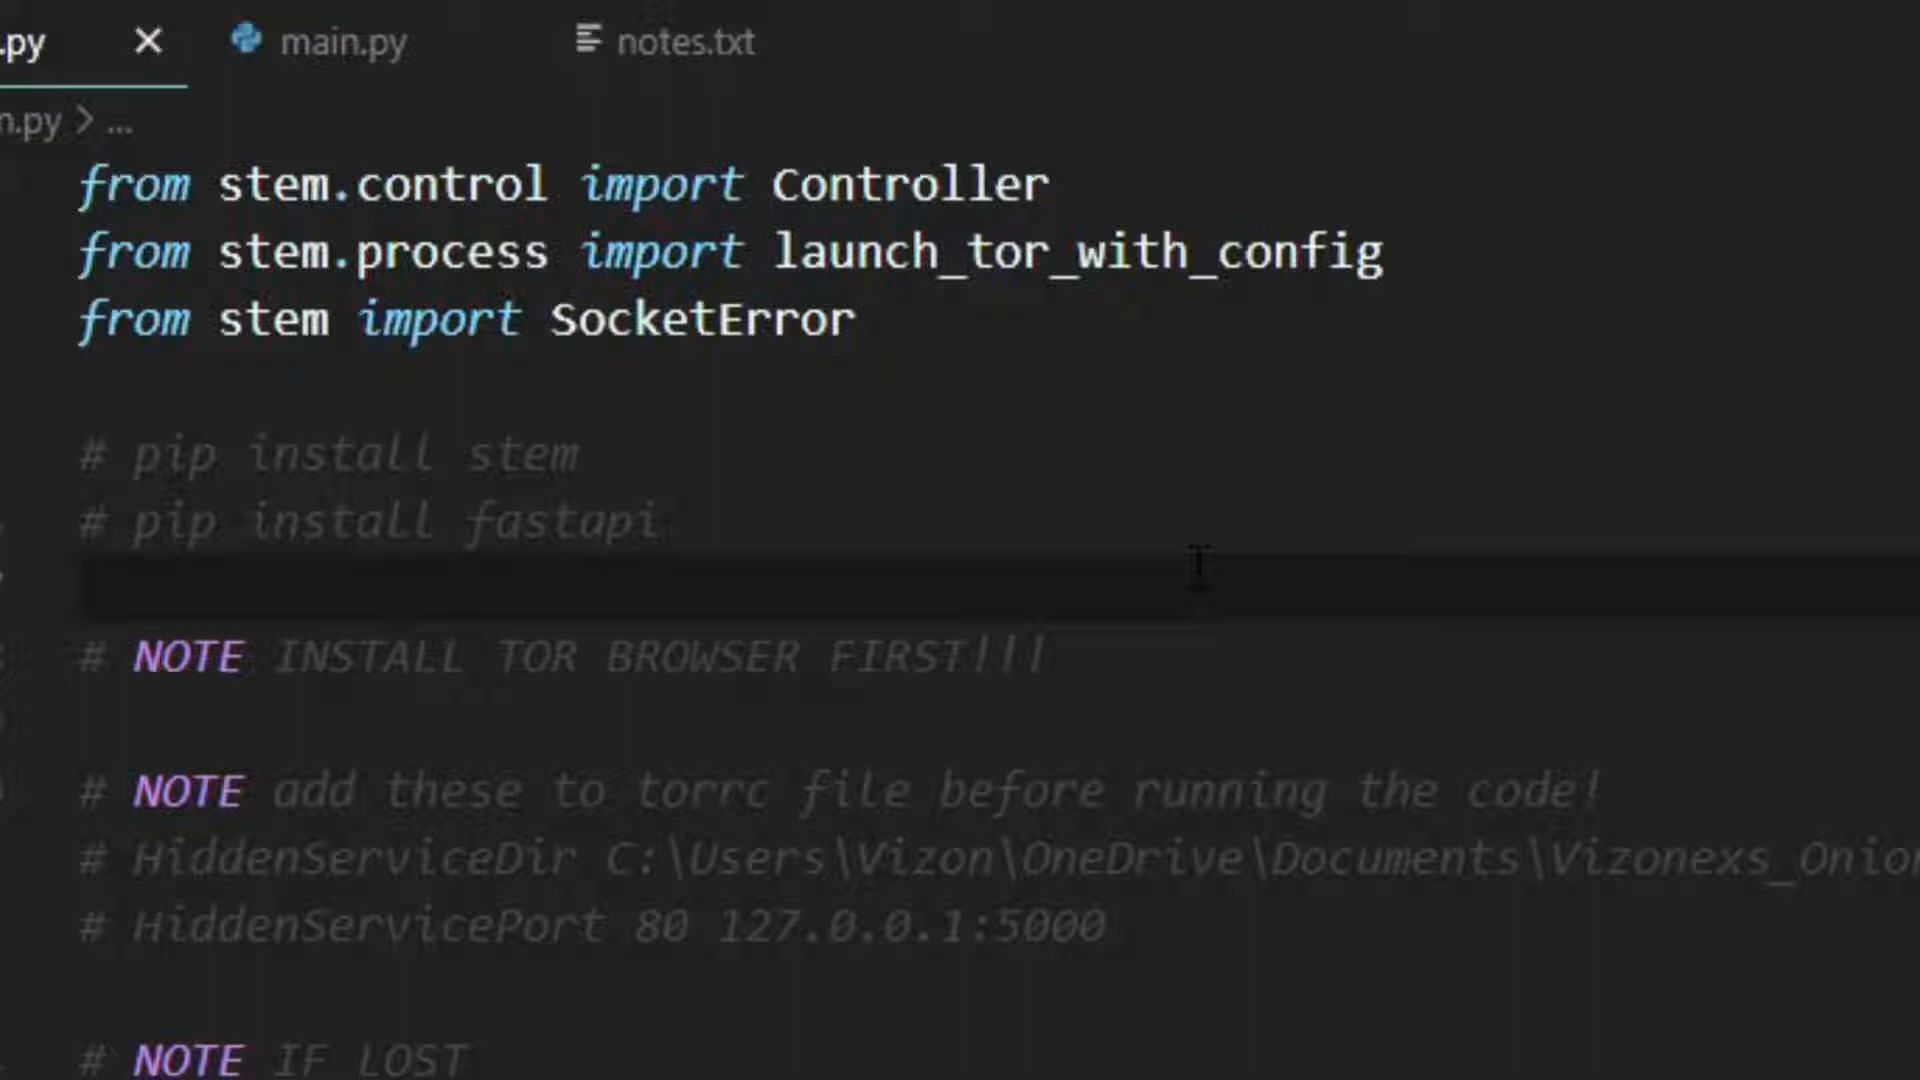 .py × main.py notes.txt
n.py > ...
from stem.control import Controller
from stem.process import launch_tor_with_config
from stem import SocketError
# pip install stem
# pip install fastapi
# NOTE INSTALL TOR BROWSER FIRST!!!
# NOTE add these to torrc file before running the code!
# HiddenServiceDir C:\Users\Vizon\OneDrive\Documents\Vizonexs_Onion
# HiddenServicePort 80 127.0.0.1:5000
# NOTE IF LOST